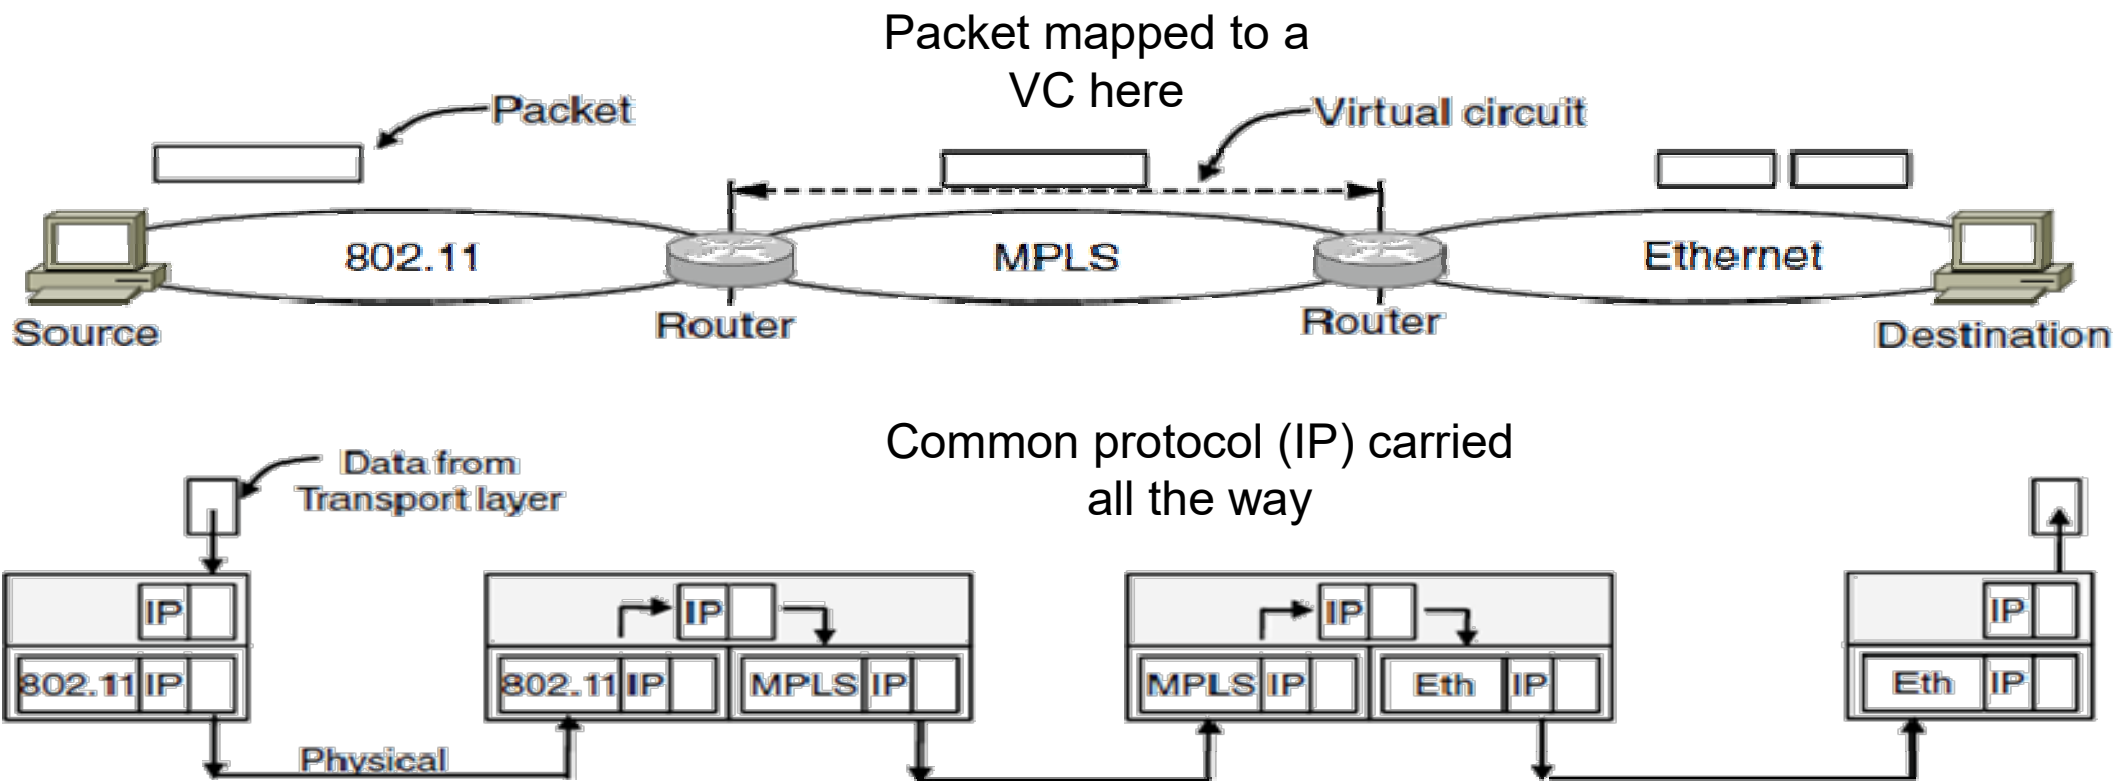 Packet mapped to a
VC here
Packet
Virtual circuit
802.11
MPLS
Ethernet
Source
Router
Router
Destination
Common protocol (IP) carried
all the way
Data from
Transport layer
IP
IP
IP
IP
802.11 IP
802.11 IP
MPLS IP
MPLS IP
Eth IP
Eth IP
Physical